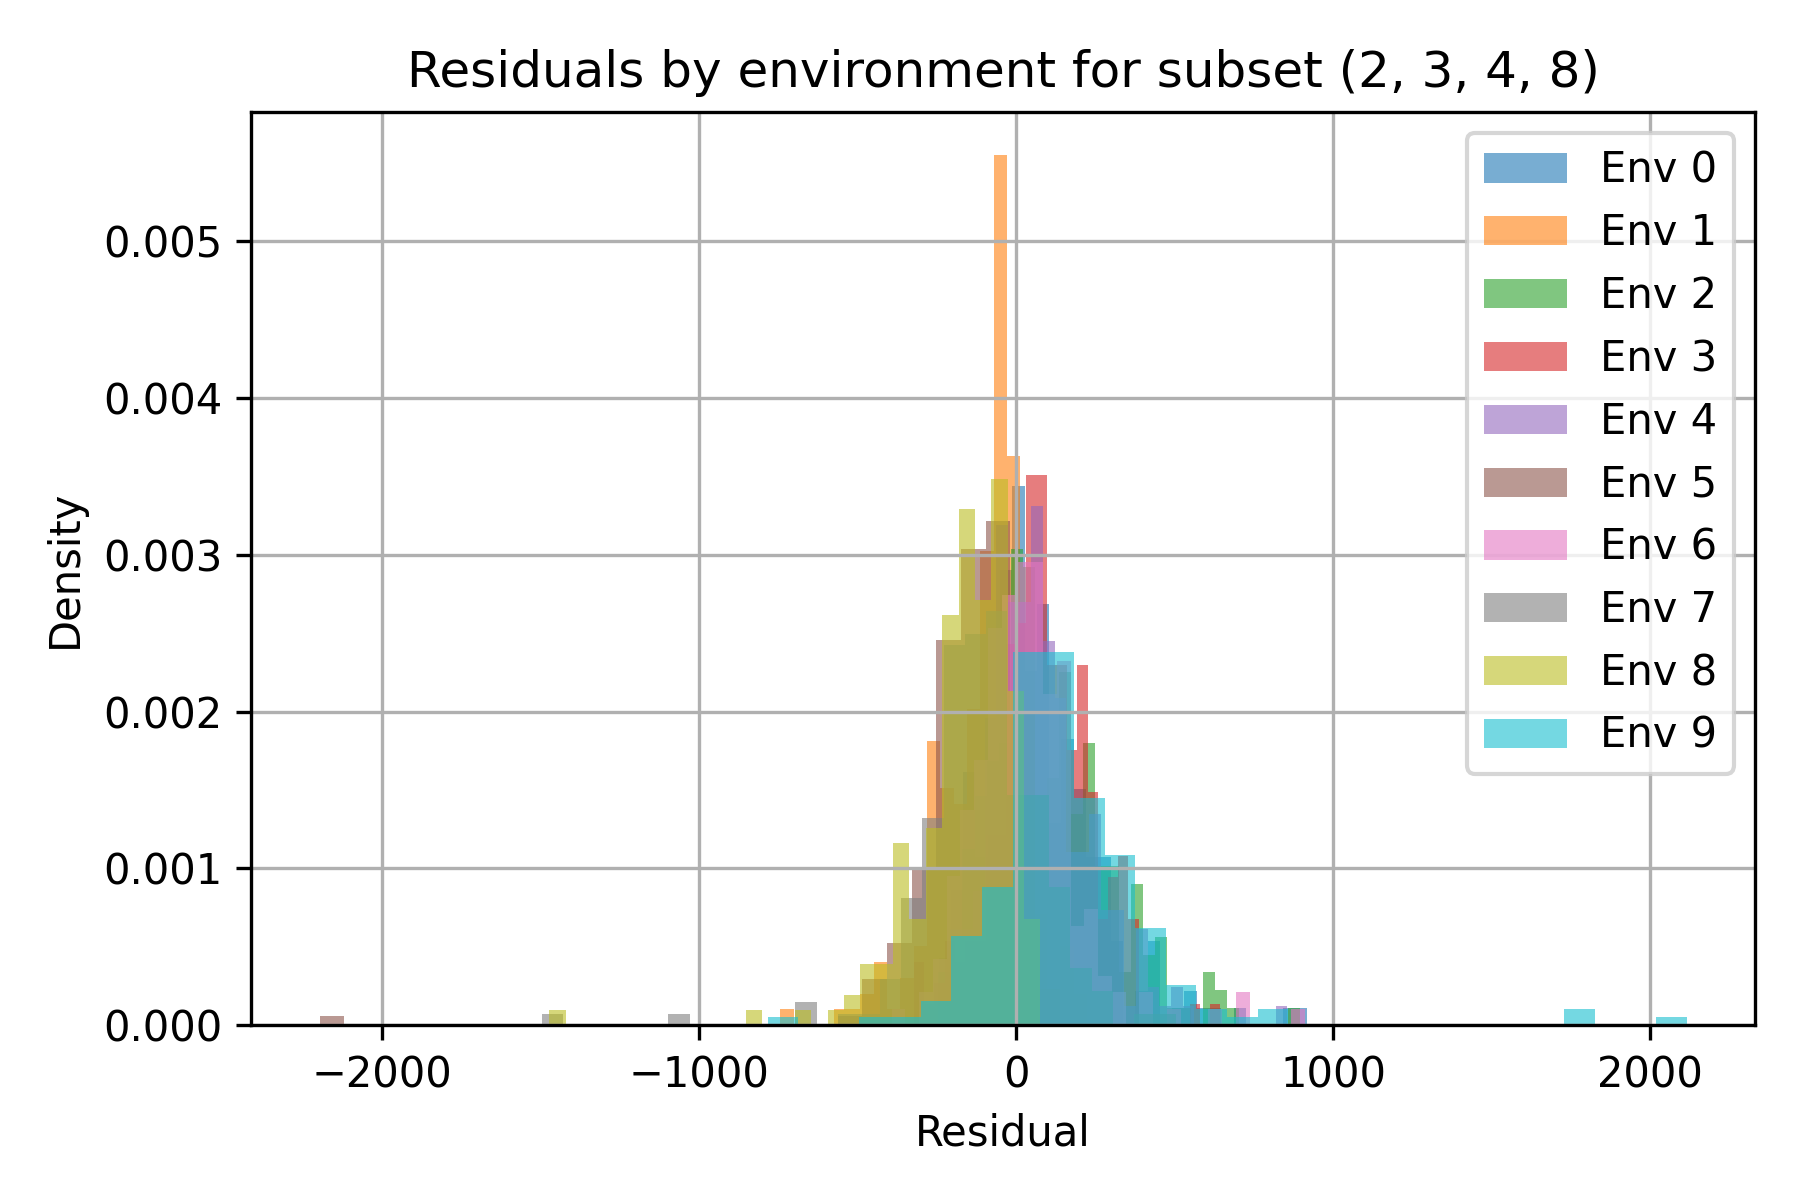 Residuals by environment for subset (2, 3, 4, 8)
Density
0.005
0.004
0.003
0.002
0.001
0.000
−2000
−1000
0
1000
2000
Residual
Env 0
Env 1
Env 2
Env 3
Env 4
Env 5
Env 6
Env 7
Env 8
Env 9